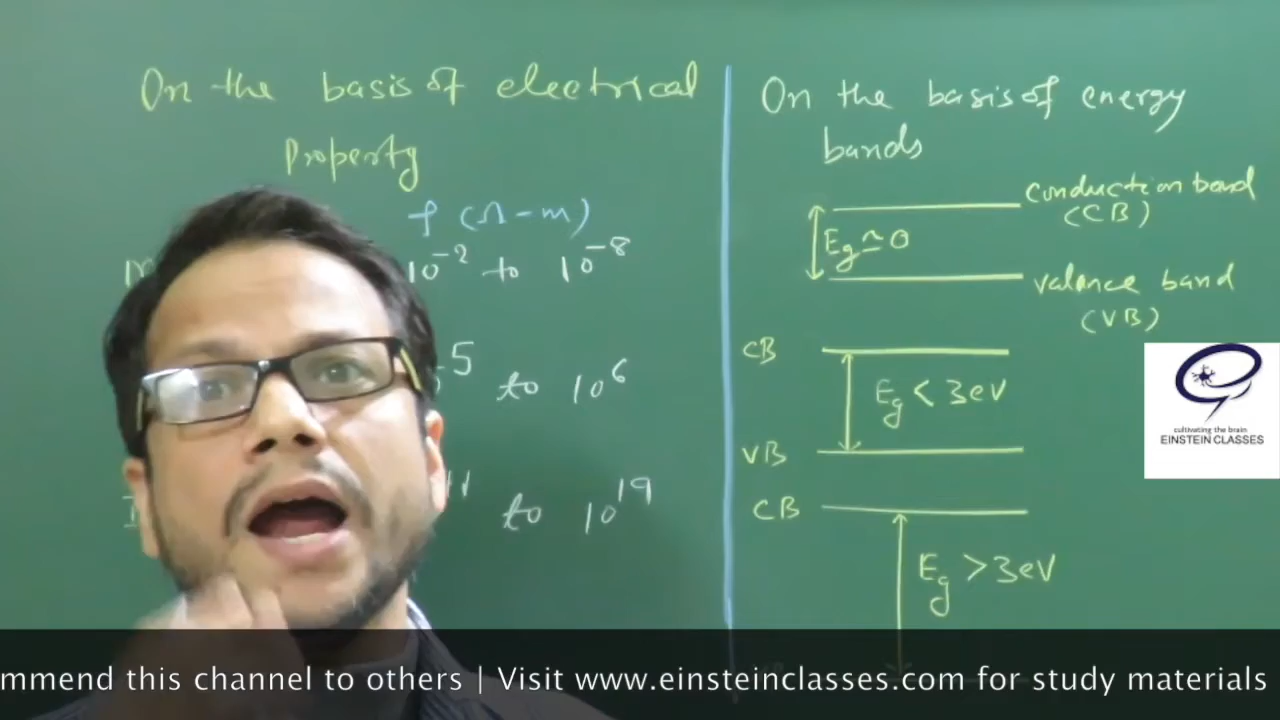 On the basis of electrical
Property
ρ (Ω-m)
10⁻² to 10⁻⁸
⁻5 to 10⁶
to 10¹⁹
On the basis of energy
bands
conduction band
(CB)
Eg ≃ 0
valance band
(VB)
CB
Eg < 3eV
VB
CB
Eg > 3eV
cultivating the brain
EINSTEIN CLASSES
mmend this channel to others | Visit www.einsteinclasses.com for study materials